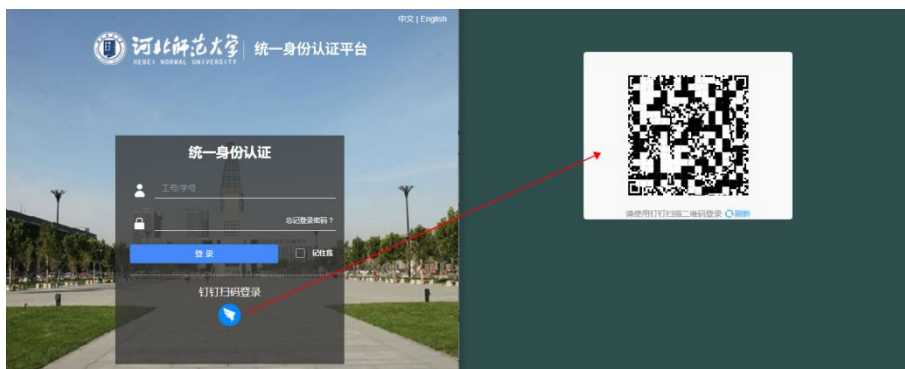 中文 | English
河北师范大学
HEBEI NORMAL UNIVERSITY
统一身份认证平台
统一身份认证
工号/学号
忘记登录密码？
登录
记住我
钉钉扫码登录
请使用钉钉扫描二维码登录 刷新